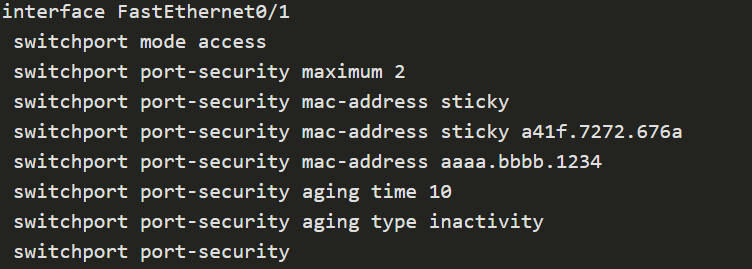 interface FastEthernet0/1
switchport mode access
switchport port-security maximum 2
switchport port-security mac-address sticky
switchport port-security mac-address sticky a41f.7272.676a
switchport port-security mac-address aaaa.bbbb.1234
switchport port-security aging time 10
switchport port-security aging type inactivity
switchport port-security